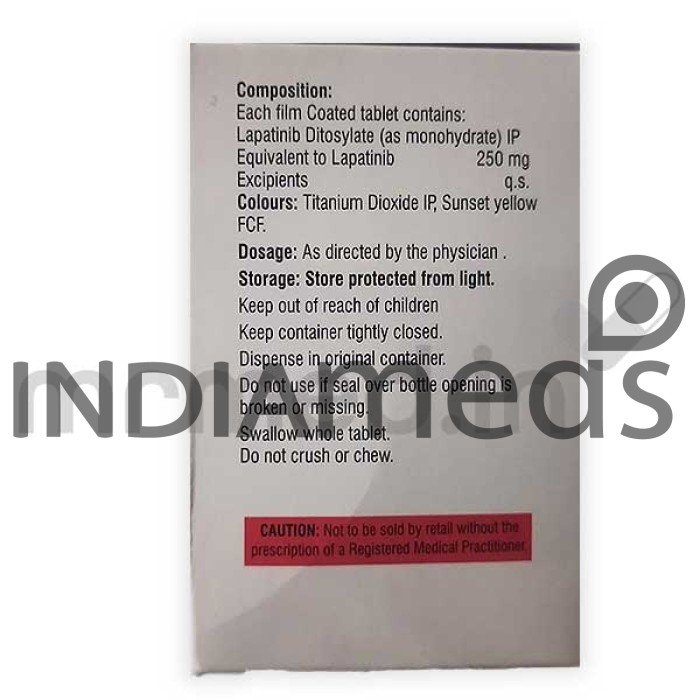 Composition:
Each film Coated tablet contains:
Lapatinib Ditosylate (as monohydrate) IP
Equivalent to Lapatinib 250 mg
Excipients q.s.
Colours: Titanium Dioxide IP, Sunset yellow
FCF.
Dosage: As directed by the physician .
Storage: Store protected from light.
Keep out of reach of children
Keep container tightly closed.
Dispense in original container.
INDIAmeds
Do not use if seal over bottle opening is
broken or missing.
Swallow whole tablet.
Do not crush or chew.
CAUTION: Not to be sold by retail without the
prescription of a Registered Medical Practitioner.